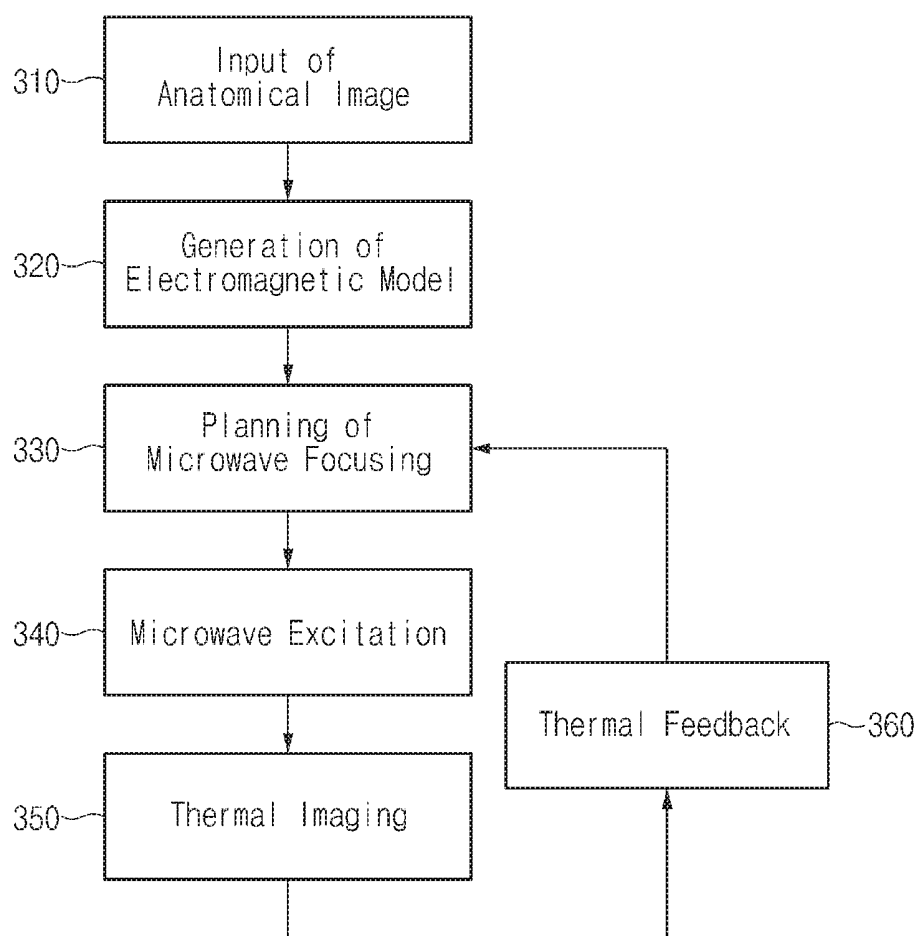 310
Input of
Anatomical Image
320
Generation of
Electromagnetic Model
330
Planning of
Microwave Focusing
340
Microwave Excitation
Thermal Feedback
360
350
Thermal Imaging